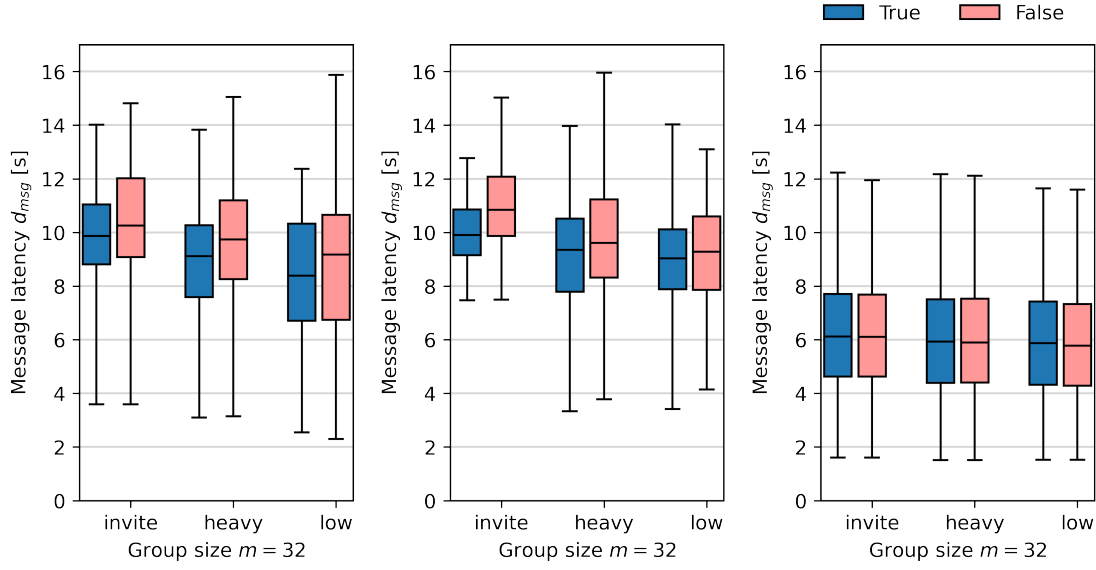 True False
Message latency d_msg [s]
16
14
12
10
8
6
4
2
0
invite heavy low
Group size m = 32
Message latency d_msg [s]
16
14
12
10
8
6
4
2
0
invite heavy low
Group size m = 32
Message latency d_msg [s]
16
14
12
10
8
6
4
2
0
invite heavy low
Group size m = 32